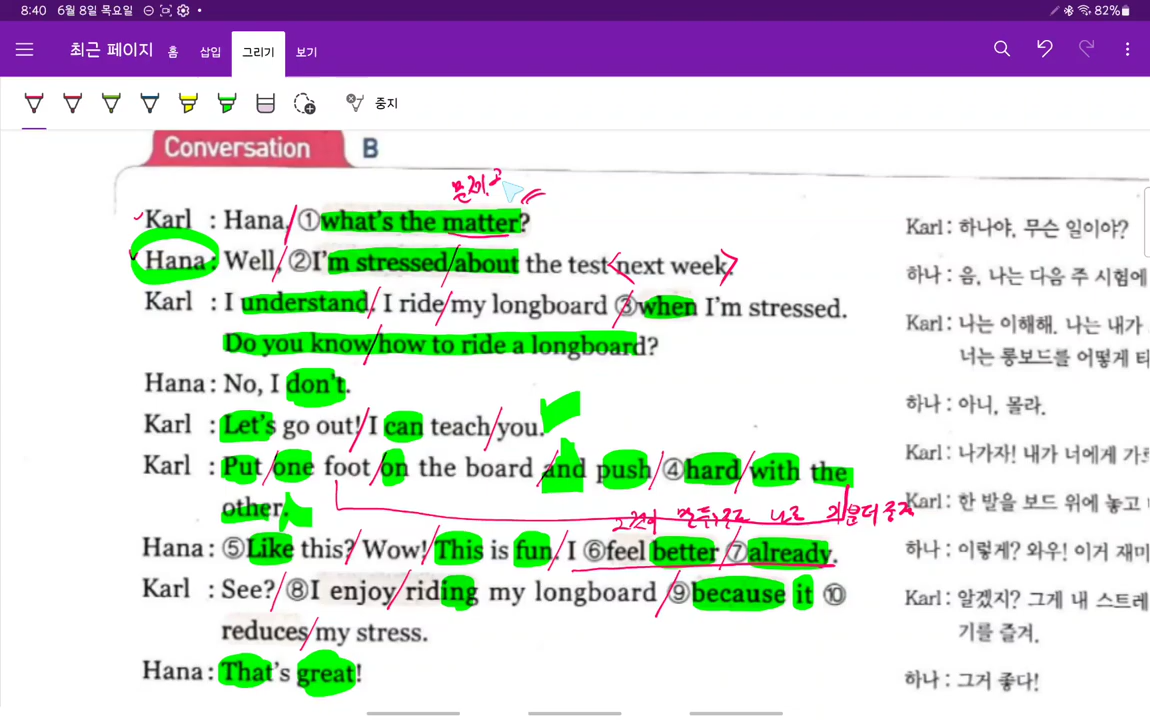 8:40 6월 8일 목요일 82%
최근 페이지 홈 삽입 그리기 보기
중지
Conversation B
문제
Karl : Hana, ①what's the matter?
Hana : Well, ②I'm stressed about the test next week.
Karl : I understand. I ride my longboard ③when I'm stressed.
Do you know how to ride a longboard?
Hana : No, I don't.
Karl : Let's go out! I can teach you.
Karl : Put one foot on the board and push ④hard with the
other.
Hana : ⑤Like this? Wow! This is fun. I ⑥feel better ⑦already.
Karl : See? ⑧I enjoy riding my longboard ⑨because it ⑩
reduces my stress.
Hana : That's great!
Karl : 하나야, 무슨 일이야?
하나 : 음, 나는 다음 주 시험에
Karl : 나는 이해해. 나는 내가
너는 롱보드를 어떻게 타
하나 : 아니, 몰라.
Karl : 나가자! 내가 너에게 가르
Karl : 한 발을 보드 위에 놓고
하나 : 이렇게? 와우! 이거 재미
Karl : 알겠지? 그게 내 스트레
기를 즐겨.
하나 : 그거 좋다!